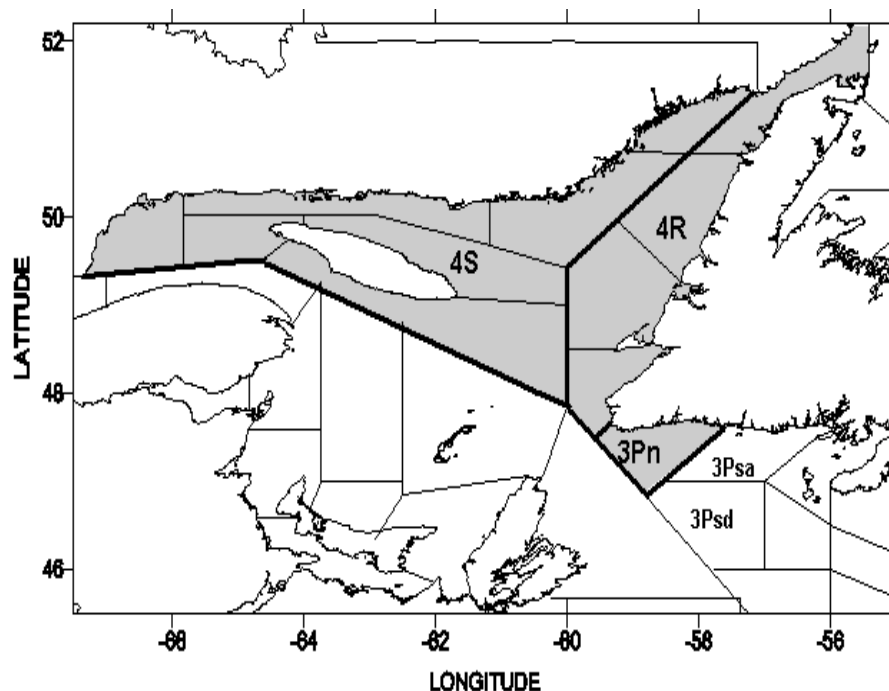 52
50
48
46
LATITUDE
4S
4R
3Pn
3Psa
3Psd
-66
-64
-62
-60
-58
-56
LONGITUDE